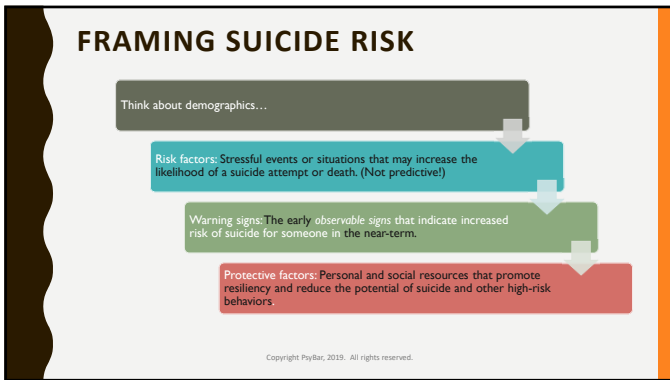 FRAMING SUICIDE RISK
Think about demographics…
Risk factors: Stressful events or situations that may increase the
likelihood of a suicide attempt or death. (Not predictive!)
Warning signs: The early observable signs that indicate increased
risk of suicide for someone in the near-term.
Protective factors: Personal and social resources that promote
resiliency and reduce the potential of suicide and other high-risk
behaviors.
Copyright PsyBar, 2019. All rights reserved.